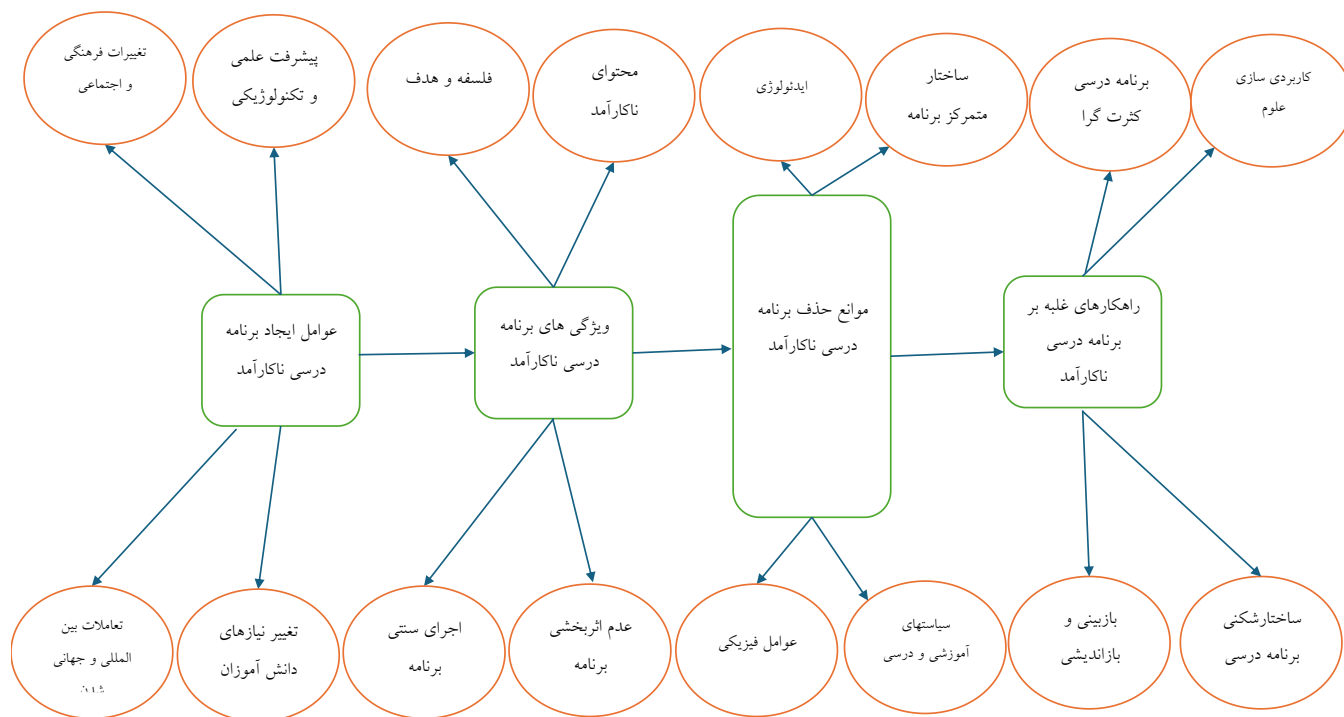 تغییرات فرهنگی
و اجتماعی
پیشرفت علمی
و تکنولوژیکی
فلسفه و هدف
محتوای
ناکارآمد
ایدئولوژی
ساختار
متمرکز برنامه
برنامه درسی
کثرت گرا
کاربردی سازی
علوم
عوامل ایجاد برنامه
درسی ناکارآمد
ویژگی های برنامه
درسی ناکارآمد
موانع حذف برنامه
درسی ناکارآمد
راهکارهای غلبه بر
برنامه درسی
ناکارآمد
تعاملات بین
المللی و جهانی
شدن
تغییر نیازهای
دانش آموزان
اجرای سنتی
برنامه
عدم اثربخشی
برنامه
عوامل فیزیکی
سیاستهای
آموزشی و درسی
بازبینی و
بازاندیشی
ساختارشکنی
برنامه درسی